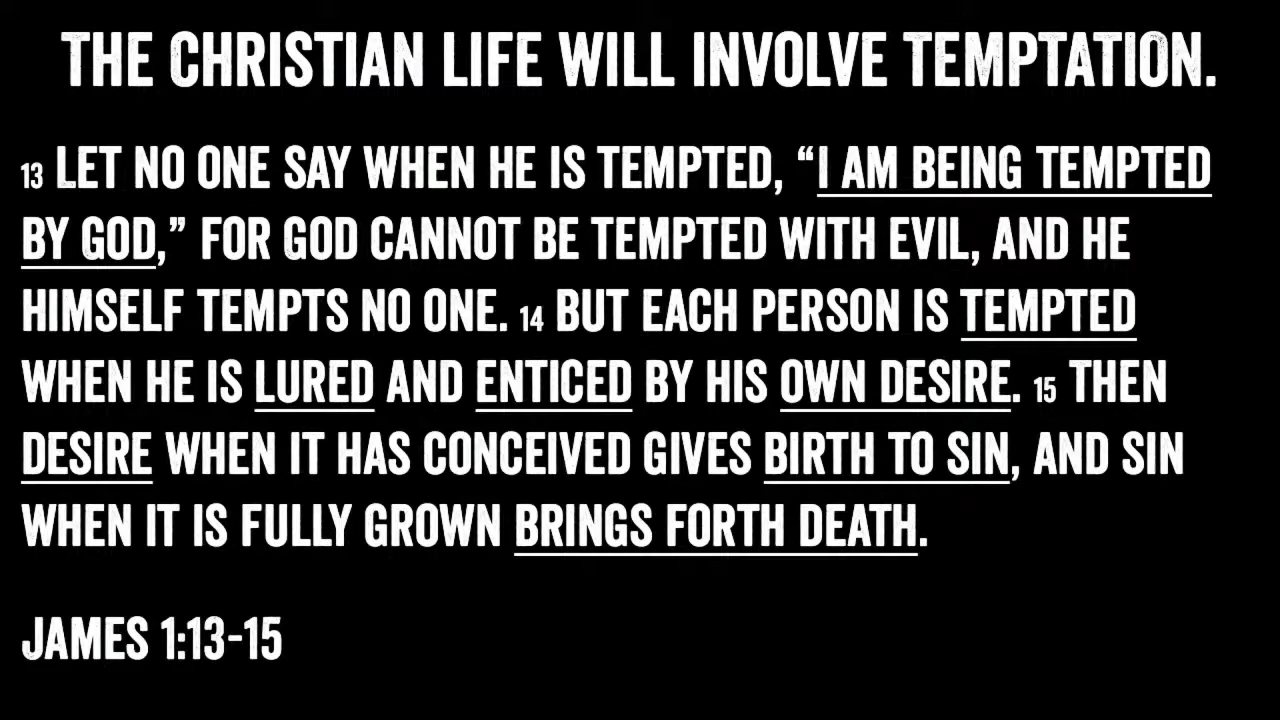 THE CHRISTIAN LIFE WILL INVOLVE TEMPTATION.
13 LET NO ONE SAY WHEN HE IS TEMPTED, “I AM BEING TEMPTED
BY GOD,” FOR GOD CANNOT BE TEMPTED WITH EVIL, AND HE
HIMSELF TEMPTS NO ONE. 14 BUT EACH PERSON IS TEMPTED
WHEN HE IS LURED AND ENTICED BY HIS OWN DESIRE. 15 THEN
DESIRE WHEN IT HAS CONCEIVED GIVES BIRTH TO SIN, AND SIN
WHEN IT IS FULLY GROWN BRINGS FORTH DEATH.
JAMES 1:13-15